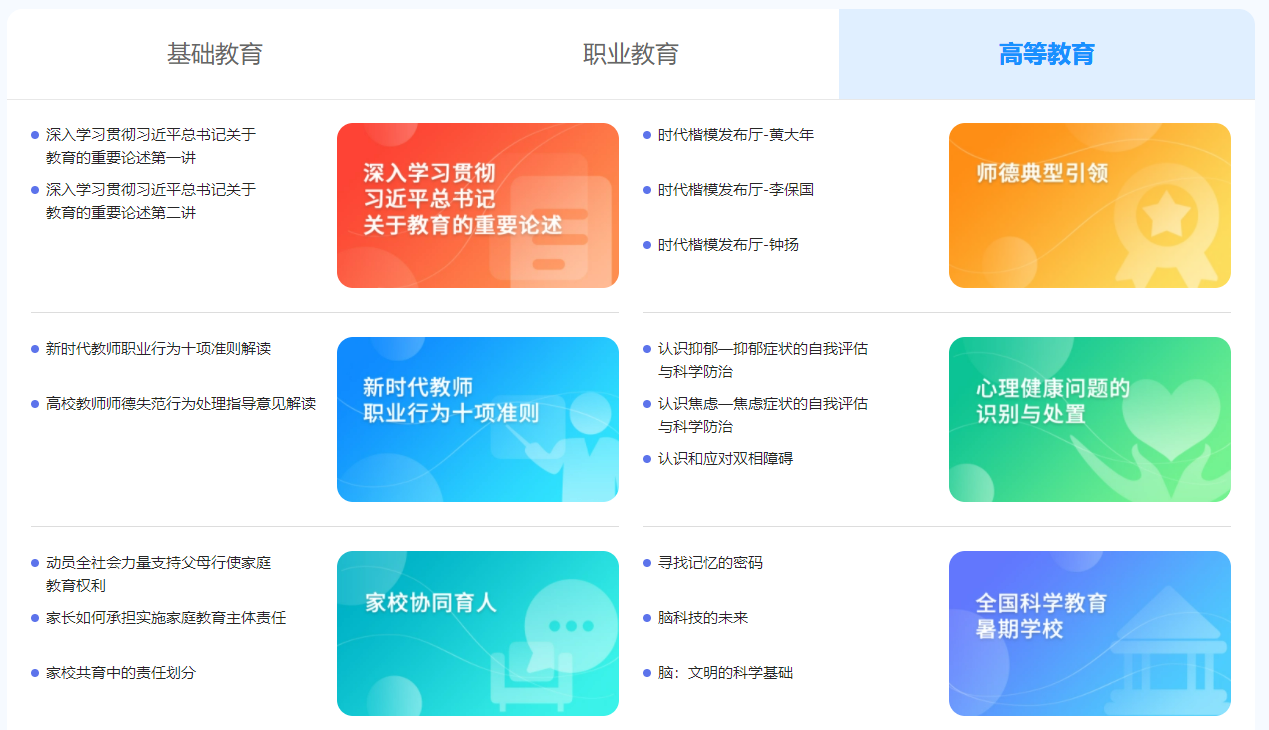 基础教育
职业教育
高等教育
深入学习贯彻习近平总书记关于
教育的重要论述第一讲
深入学习贯彻习近平总书记关于
教育的重要论述第二讲
深入学习贯彻
习近平总书记
关于教育的重要论述
时代楷模发布厅-黄大年
时代楷模发布厅-李保国
时代楷模发布厅-钟扬
师德典型引领
新时代教师职业行为十项准则解读
高校教师师德失范行为处理指导意见解读
新时代教师
职业行为十项准则
认识抑郁—抑郁症状的自我评估
与科学防治
认识焦虑—焦虑症状的自我评估
与科学防治
认识和应对双相障碍
心理健康问题的
识别与处置
动员全社会力量支持父母行使家庭
教育权利
家长如何承担实施家庭教育主体责任
家校共育中的责任划分
家校协同育人
寻找记忆的密码
脑科技的未来
脑：文明的科学基础
全国科学教育
暑期学校